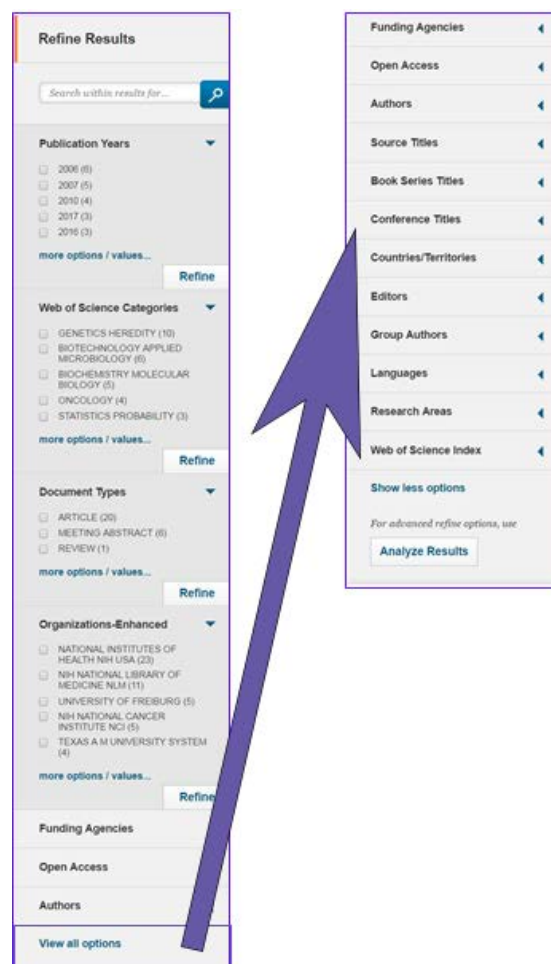 Refine Results
Search within results for...
Publication Years
2006 (6)
2007 (5)
2010 (4)
2017 (3)
2016 (3)
more options / values...
Refine
Web of Science Categories
GENETICS HEREDITY (10)
BIOTECHNOLOGY APPLIED
MICROBIOLOGY (6)
BIOCHEMISTRY MOLECULAR
BIOLOGY (5)
ONCOLOGY (4)
STATISTICS PROBABILITY (3)
more options / values...
Refine
Document Types
ARTICLE (20)
MEETING ABSTRACT (6)
REVIEW (1)
more options / values...
Refine
Organizations-Enhanced
NATIONAL INSTITUTES OF
HEALTH NIH USA (23)
NIH NATIONAL LIBRARY OF
MEDICINE NLM (11)
UNIVERSITY OF FREIBURG (5)
NIH NATIONAL CANCER
INSTITUTE NCI (5)
TEXAS A M UNIVERSITY SYSTEM
(4)
more options / values...
Refine
Funding Agencies
Open Access
Authors
View all options
Funding Agencies
Open Access
Authors
Source Titles
Book Series Titles
Conference Titles
Countries/Territories
Editors
Group Authors
Languages
Research Areas
Web of Science Index
Show less options
For advanced refine options, use
Analyze Results